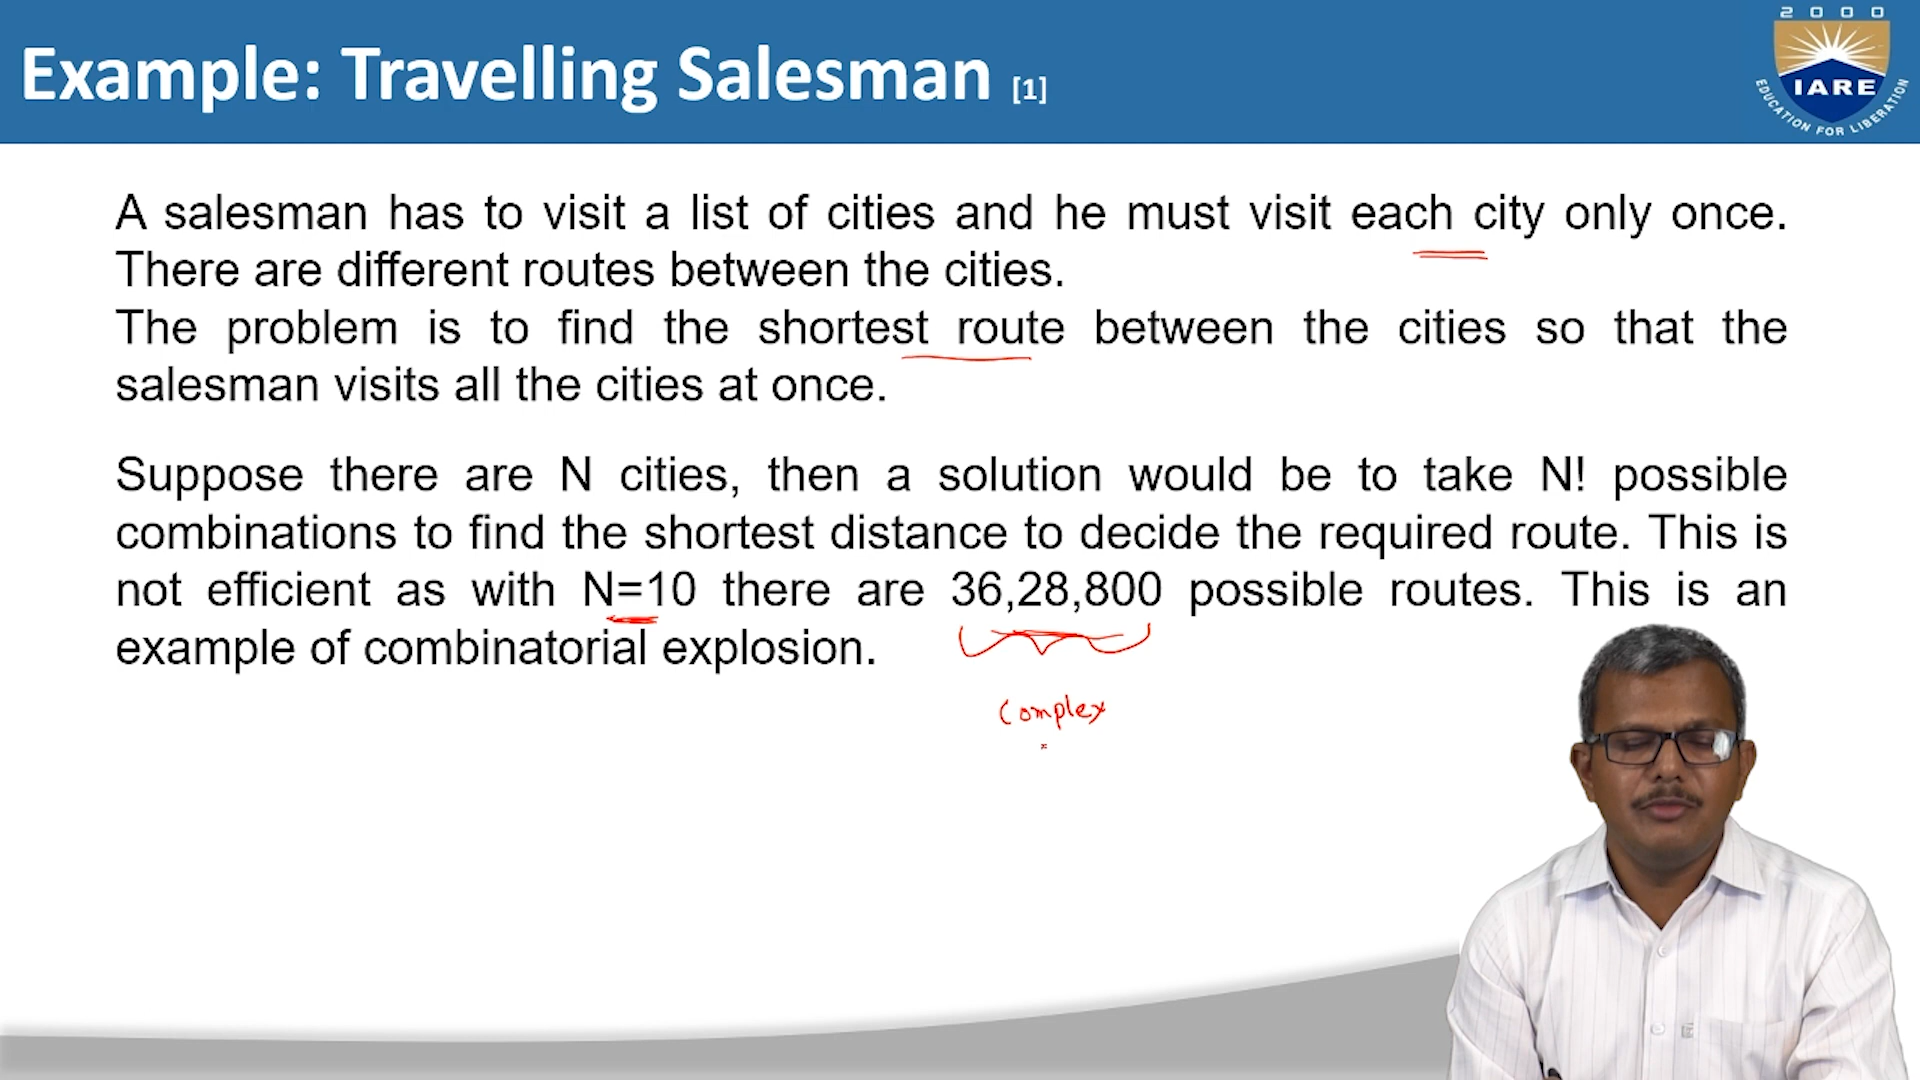 Example: Travelling Salesman [1]
2000
IARE
EDUCATION FOR LIBERATION
A salesman has to visit a list of cities and he must visit each city only once.
There are different routes between the cities.
The problem is to find the shortest route between the cities so that the
salesman visits all the cities at once.
Suppose there are N cities, then a solution would be to take N! possible
combinations to find the shortest distance to decide the required route. This is
not efficient as with N=10 there are 36,28,800 possible routes. This is an
example of combinatorial explosion.
Complex